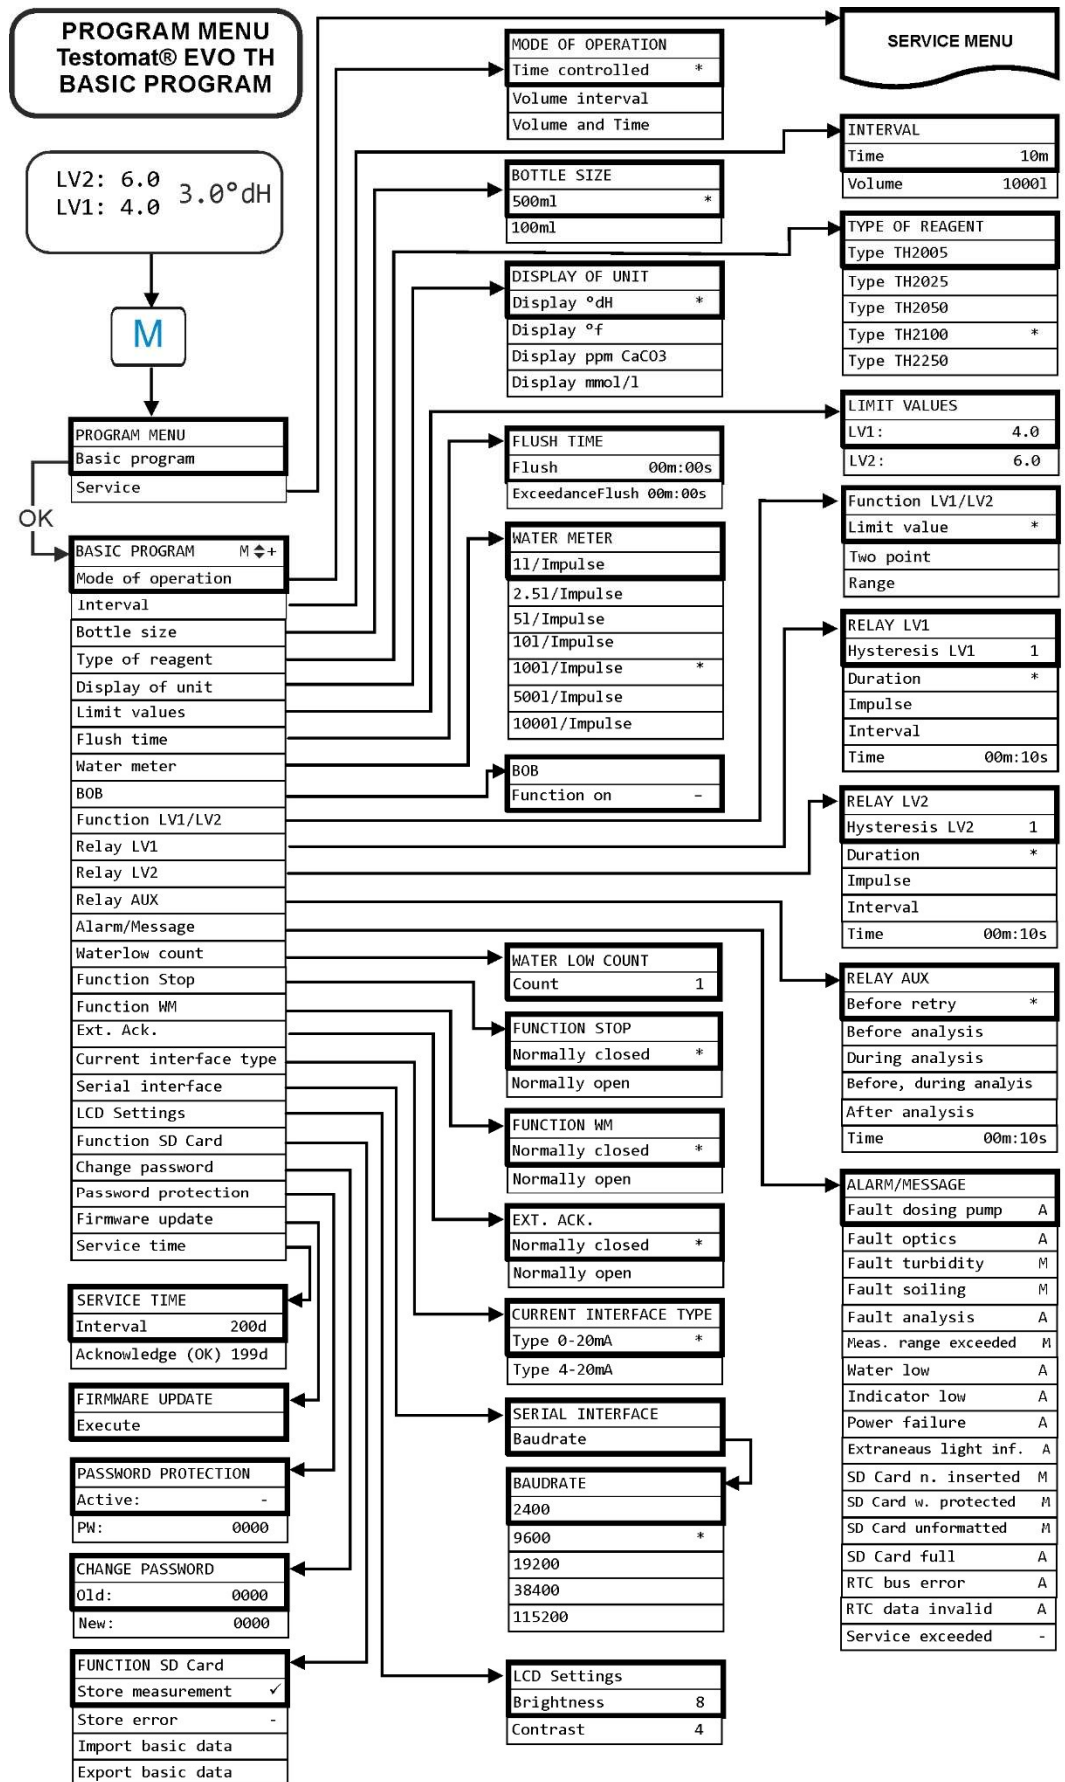 PROGRAM MENU
Testomat® EVO TH
BASIC PROGRAM
LV2: 6.0
LV1: 4.0
3.0°dH
M
PROGRAM MENU
Basic program
Service
OK
BASIC PROGRAM M +
Mode of operation
Interval
Bottle size
Type of reagent
Display of unit
Limit values
Flush time
Water meter
BOB
Function LV1/LV2
Relay LV1
Relay LV2
Relay AUX
Alarm/Message
Waterlow count
Function Stop
Function WM
Ext. Ack.
Current interface type
Serial interface
LCD Settings
Function SD Card
Change password
Password protection
Firmware update
Service time
SERVICE TIME
Interval 200d
Acknowledge (OK) 199d
FIRMWARE UPDATE
Execute
PASSWORD PROTECTION
Active: -
PW: 0000
CHANGE PASSWORD
Old: 0000
New: 0000
FUNCTION SD Card
Store measurement ✓
Store error -
Import basic data
Export basic data
MODE OF OPERATION
Time controlled *
Volume interval
Volume and Time
BOTTLE SIZE
500ml *
100ml
DISPLAY OF UNIT
Display °dH *
Display °f
Display ppm CaCO3
Display mmol/l
FLUSH TIME
Flush 00m:00s
ExceedanceFlush 00m:00s
WATER METER
1l/Impulse
2.5l/Impulse
5l/Impulse
10l/Impulse
100l/Impulse *
500l/Impulse
1000l/Impulse
BOB
Function on -
WATER LOW COUNT
Count 1
FUNCTION STOP
Normally closed *
Normally open
FUNCTION WM
Normally closed *
Normally open
EXT. ACK.
Normally closed *
Normally open
CURRENT INTERFACE TYPE
Type 0-20mA *
Type 4-20mA
SERIAL INTERFACE
Baudrate
BAUDRATE
2400
9600 *
19200
38400
115200
LCD Settings
Brightness 8
Contrast 4
SERVICE MENU
INTERVAL
Time 10m
Volume 1000l
TYPE OF REAGENT
Type TH2005
Type TH2025
Type TH2050
Type TH2100 *
Type TH2250
LIMIT VALUES
LV1: 4.0
LV2: 6.0
Function LV1/LV2
Limit value *
Two point
Range
RELAY LV1
Hysteresis LV1 1
Duration *
Impulse
Interval
Time 00m:10s
RELAY LV2
Hysteresis LV2 1
Duration *
Impulse
Interval
Time 00m:10s
RELAY AUX
Before retry *
Before analysis
During analysis
Before, during analyis
After analysis
Time 00m:10s
ALARM/MESSAGE
Fault dosing pump A
Fault optics A
Fault turbidity M
Fault soiling M
Fault analysis A
Meas. range exceeded M
Water low A
Indicator low A
Power failure A
Extraneaus light inf. A
SD Card n. inserted M
SD Card w. protected M
SD Card unformatted M
SD Card full A
RTC bus error A
RTC data invalid A
Service exceeded -